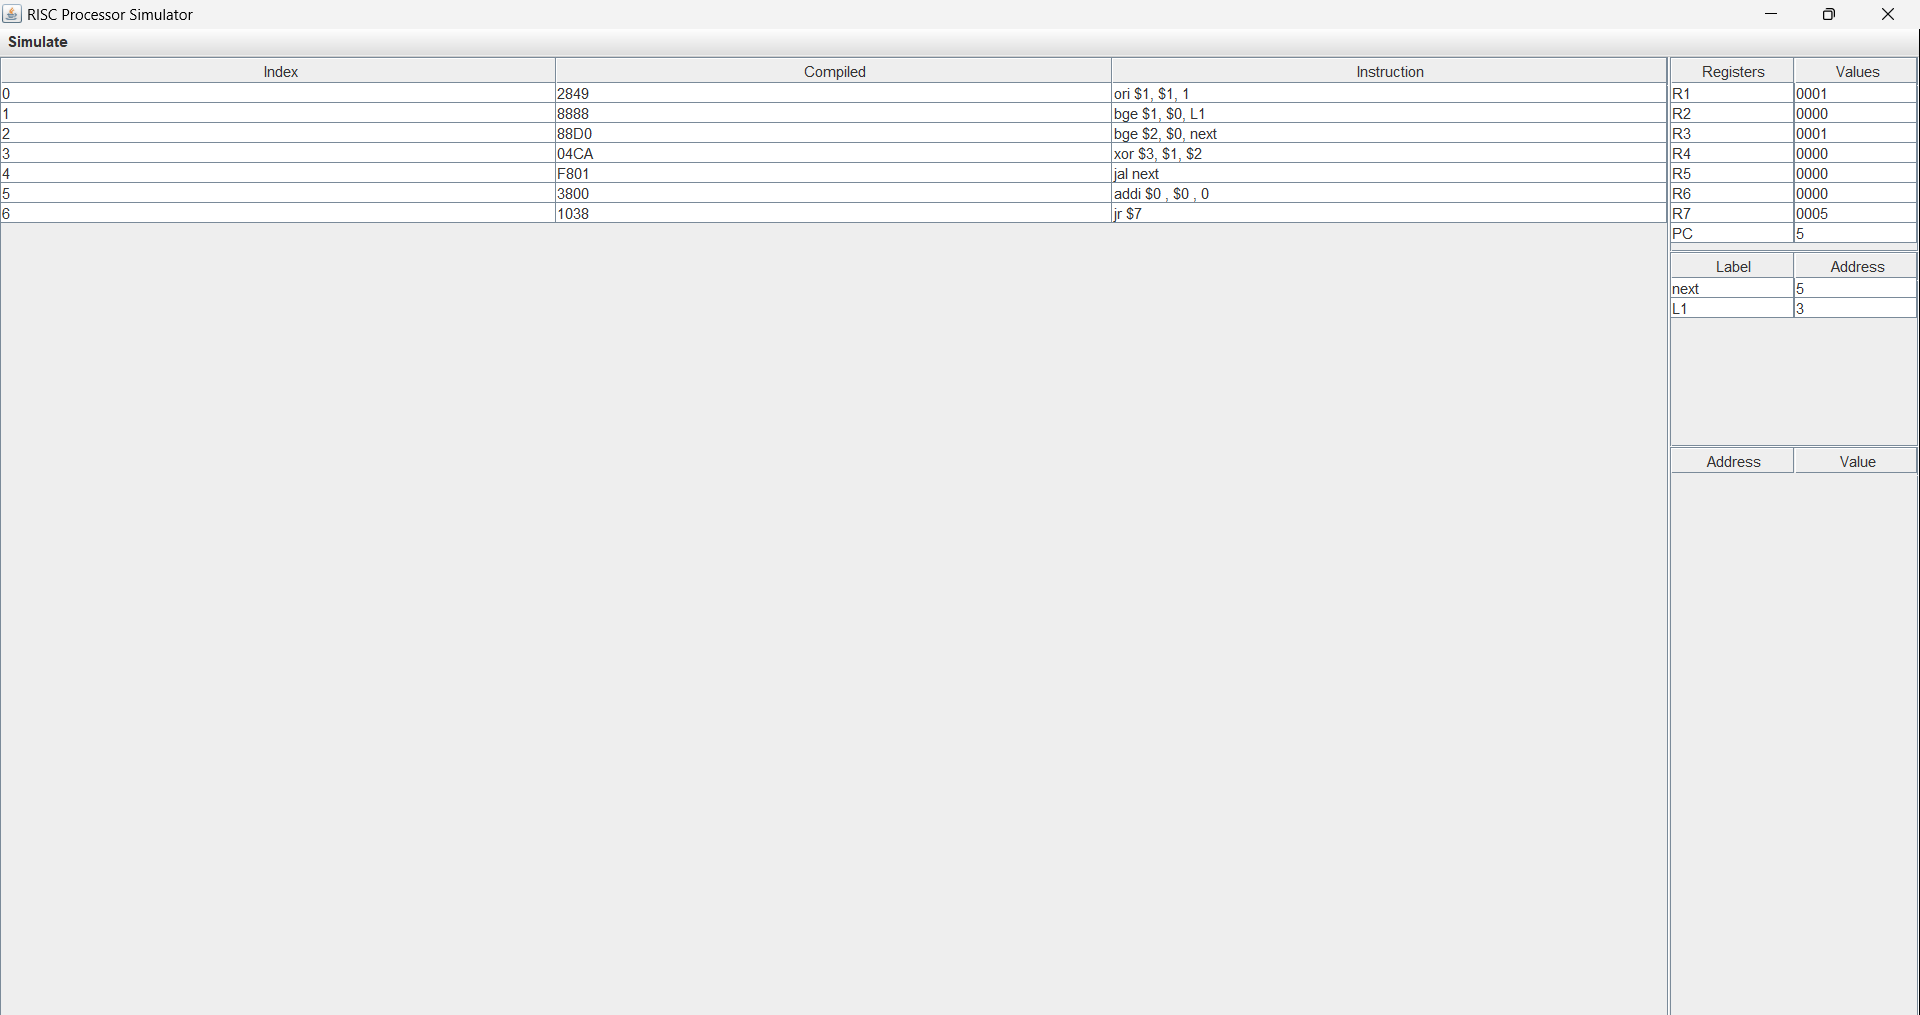 RISC Processor Simulator
Simulate
Index Compiled Instruction
0 2849 ori $1, $1, 1
1 8888 bge $1, $0, L1
2 88D0 bge $2, $0, next
3 04CA xor $3, $1, $2
4 F801 jal next
5 3800 addi $0 , $0 , 0
6 1038 jr $7
Registers Values
R1 0001
R2 0000
R3 0001
R4 0000
R5 0000
R6 0000
R7 0005
PC 5
Label Address
next 5
L1 3
Address Value